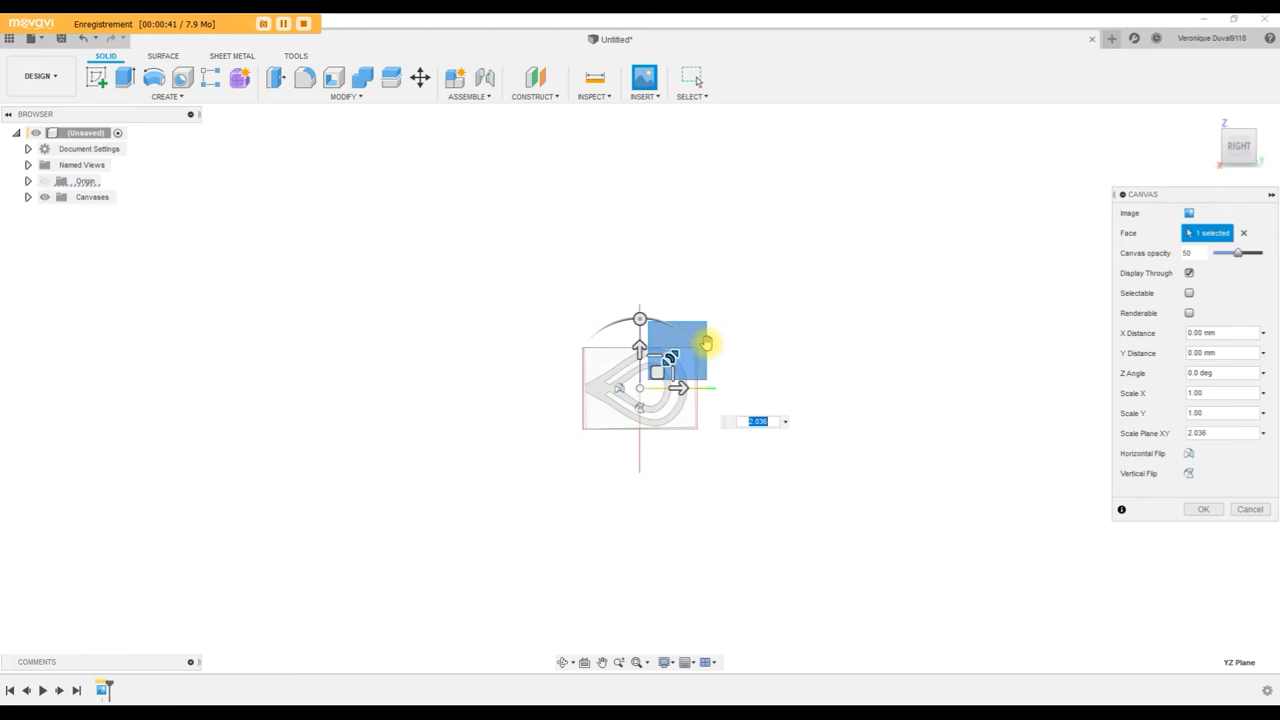 movavi Enregistrement [00:00:41 / 7.9 Mo]
Untitled*
Veronique Duval9118
DESIGN
SOLID SURFACE SHEET METAL TOOLS
CREATE MODIFY ASSEMBLE CONSTRUCT INSPECT INSERT SELECT
BROWSER
(Unsaved)
Document Settings
Named Views
Origin
Canvases
Z
RIGHT
X Y
CANVAS
Image
Face 1 selected
Canvas opacity 50
Display Through
Selectable
Renderable
X Distance 0.00 mm
Y Distance 0.00 mm
Z Angle 0.0 deg
Scale X 1.00
Scale Y 1.00
Scale Plane XY 2.036
Horizontal Flip
Vertical Flip
OK Cancel
2.036
COMMENTS
YZ Plane